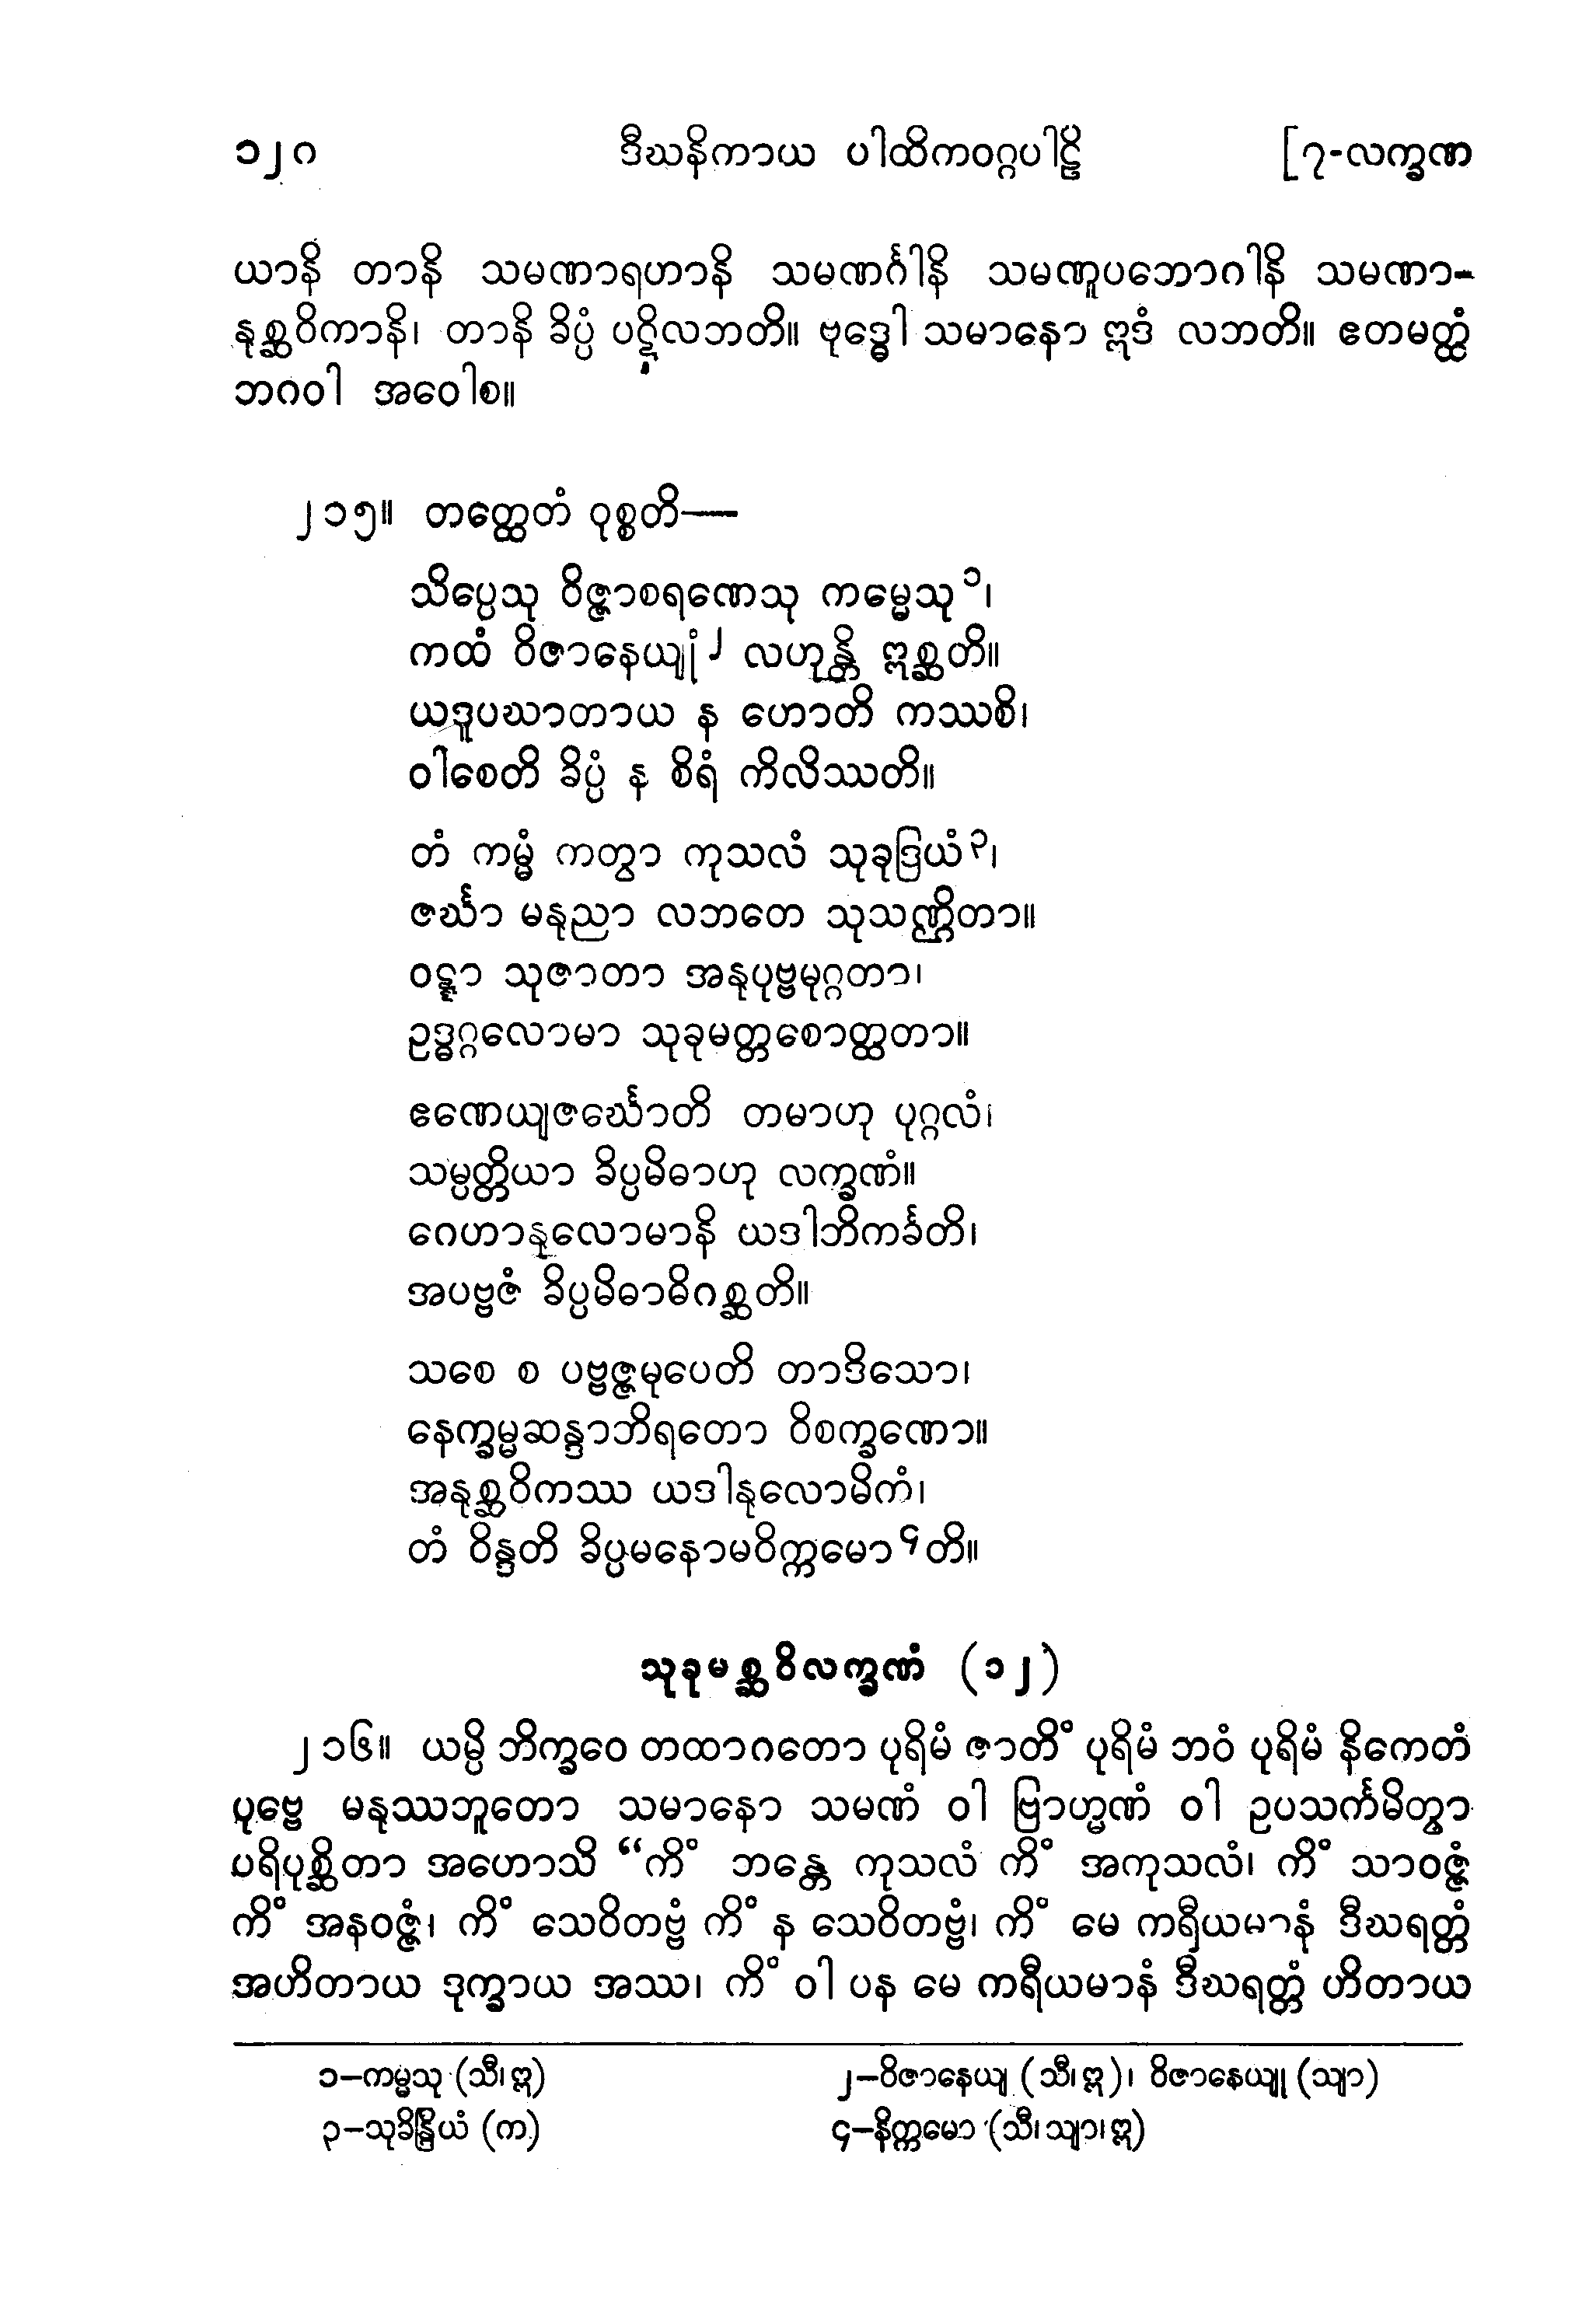 ၁၂၈ ဒီဃနိကာယ ပါထိကဝဂ္ဂပါဠိ [၇-လက္ခဏ
ယာနိ တာနိ သမဏာရဟာနိ သမဏင်္ဂါနိ သမဏူပဘောဂါနိ သမဏာ-
နုစ္ဆဝိကာနိ၊ တာနိ ခိပ္ပံ ပဋိလဘတိ။ ဗုဒ္ဓေါ သမာနော ဣဒံ လဘတိ။ ဧတမတ္ထံ
ဘဂဝါ အဝေါစ။
၂၁၅။ တတ္ထေတံ ဝုစ္စတိ—
သိပ္ပေသု ဝိဇ္ဇာစရဏေသု ကမ္မေသု၁၊
ကထံ ဝိဇာနေယျုံ၂ လဟုန္တိ ဣစ္ဆတိ။
ယဒူပဃာတာယ န ဟောတိ ကဿစိ၊
ဝါစေတိ ခိပ္ပံ န စိရံ ကိလိဿတိ။
တံ ကမ္မံ ကတွာ ကုသလံ သုခုဒြယံ၃၊
ဇင်္ဃာ မနုညာ လဘတေ သုသဏ္ဌိတာ။
ဝဋ္ဋာ သုဇာတာ အနုပုဗ္ဗမုဂ္ဂတာ၊
ဥဒ္ဓဂ္ဂလောမာ သုခုမတ္တစောတ္ထတာ။
ဧဏေယျဇင်္ဃောတိ တမာဟု ပုဂ္ဂလံ၊
သမ္ပတ္တိယာ ခိပ္ပမိဓာဟု လက္ခဏံ။
ဂေဟာနုလောမာနိ ယဒါဘိကင်္ခတိ၊
အပဗ္ဗဇံ ခိပ္ပမိဓာဓိဂစ္ဆတိ။
သစေ စ ပဗ္ဗဇ္ဇမုပေတိ တာဒိသော၊
နေက္ခမ္မဆန္ဒာဘိရတော ဝိစက္ခဏော။
အနုစ္ဆဝိကဿ ယဒါနုလောမိကံ၊
တံ ဝိန္ဒတိ ခိပ္ပမနောမဝိက္ကမော၄တိ။
သုခုမစ္ဆဝိလက္ခဏံ (၁၂)
၂၁၆။ ယမ္ပိ ဘိက္ခဝေ တထာဂတော ပုရိမံ ဇာတိံ ပုရိမံ ဘဝံ ပုရိမံ နိကေတံ
ပုဗ္ဗေ မနုဿဘူတော သမာနော သမဏံ ဝါ ဗြာဟ္မဏံ ဝါ ဥပသင်္ကမိတွာ
ပရိပုစ္ဆိတာ အဟောသိ “ကိံ ဘန္တေ ကုသလံ ကိံ အကုသလံ၊ ကိံ သာဝဇ္ဇံ
ကိံ အနဝဇ္ဇံ၊ ကိံ သေဝိတဗ္ဗံ ကိံ န သေဝိတဗ္ဗံ၊ ကိံ မေ ကရီယမာနံ ဒီဃရတ္တံ
အဟိတာယ ဒုက္ခာယ အဿ၊ ကိံ ဝါ ပန မေ ကရီယမာနံ ဒီဃရတ္တံ ဟိတာယ
၁–ကမ္မသု (သီ၊ဣ) ၂–ဝိဇာနေယျ (သီ၊ဣ)၊ ဝိဇာနေယျု (သျာ)
၃–သုခိန္ဒြိယံ (က) ၄–နိက္ကမော (သီ၊သျာ၊ဣ)